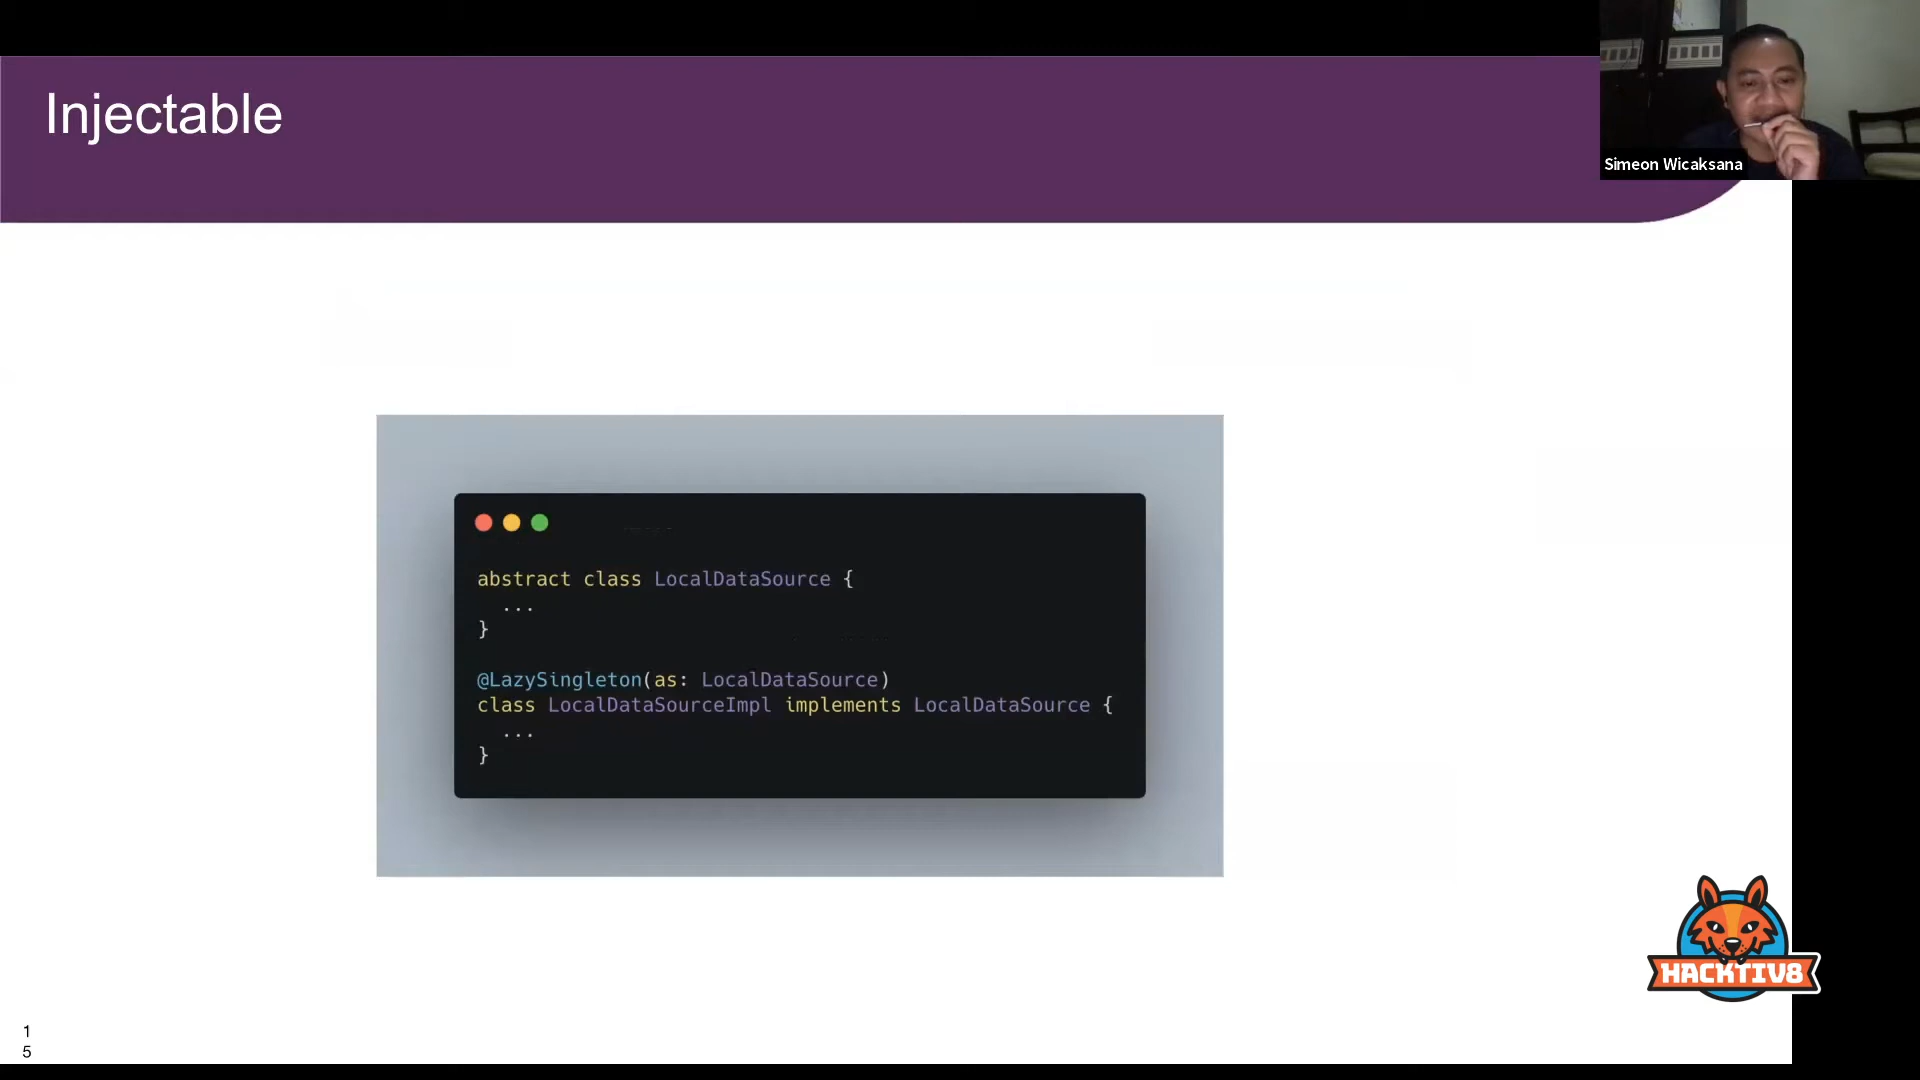 Injectable
Simeon Wicaksana
abstract class LocalDataSource {
  ...
}
@LazySingleton(as: LocalDataSource)
class LocalDataSourceImpl implements LocalDataSource {
  ...
}
HACKTIV8
1
5